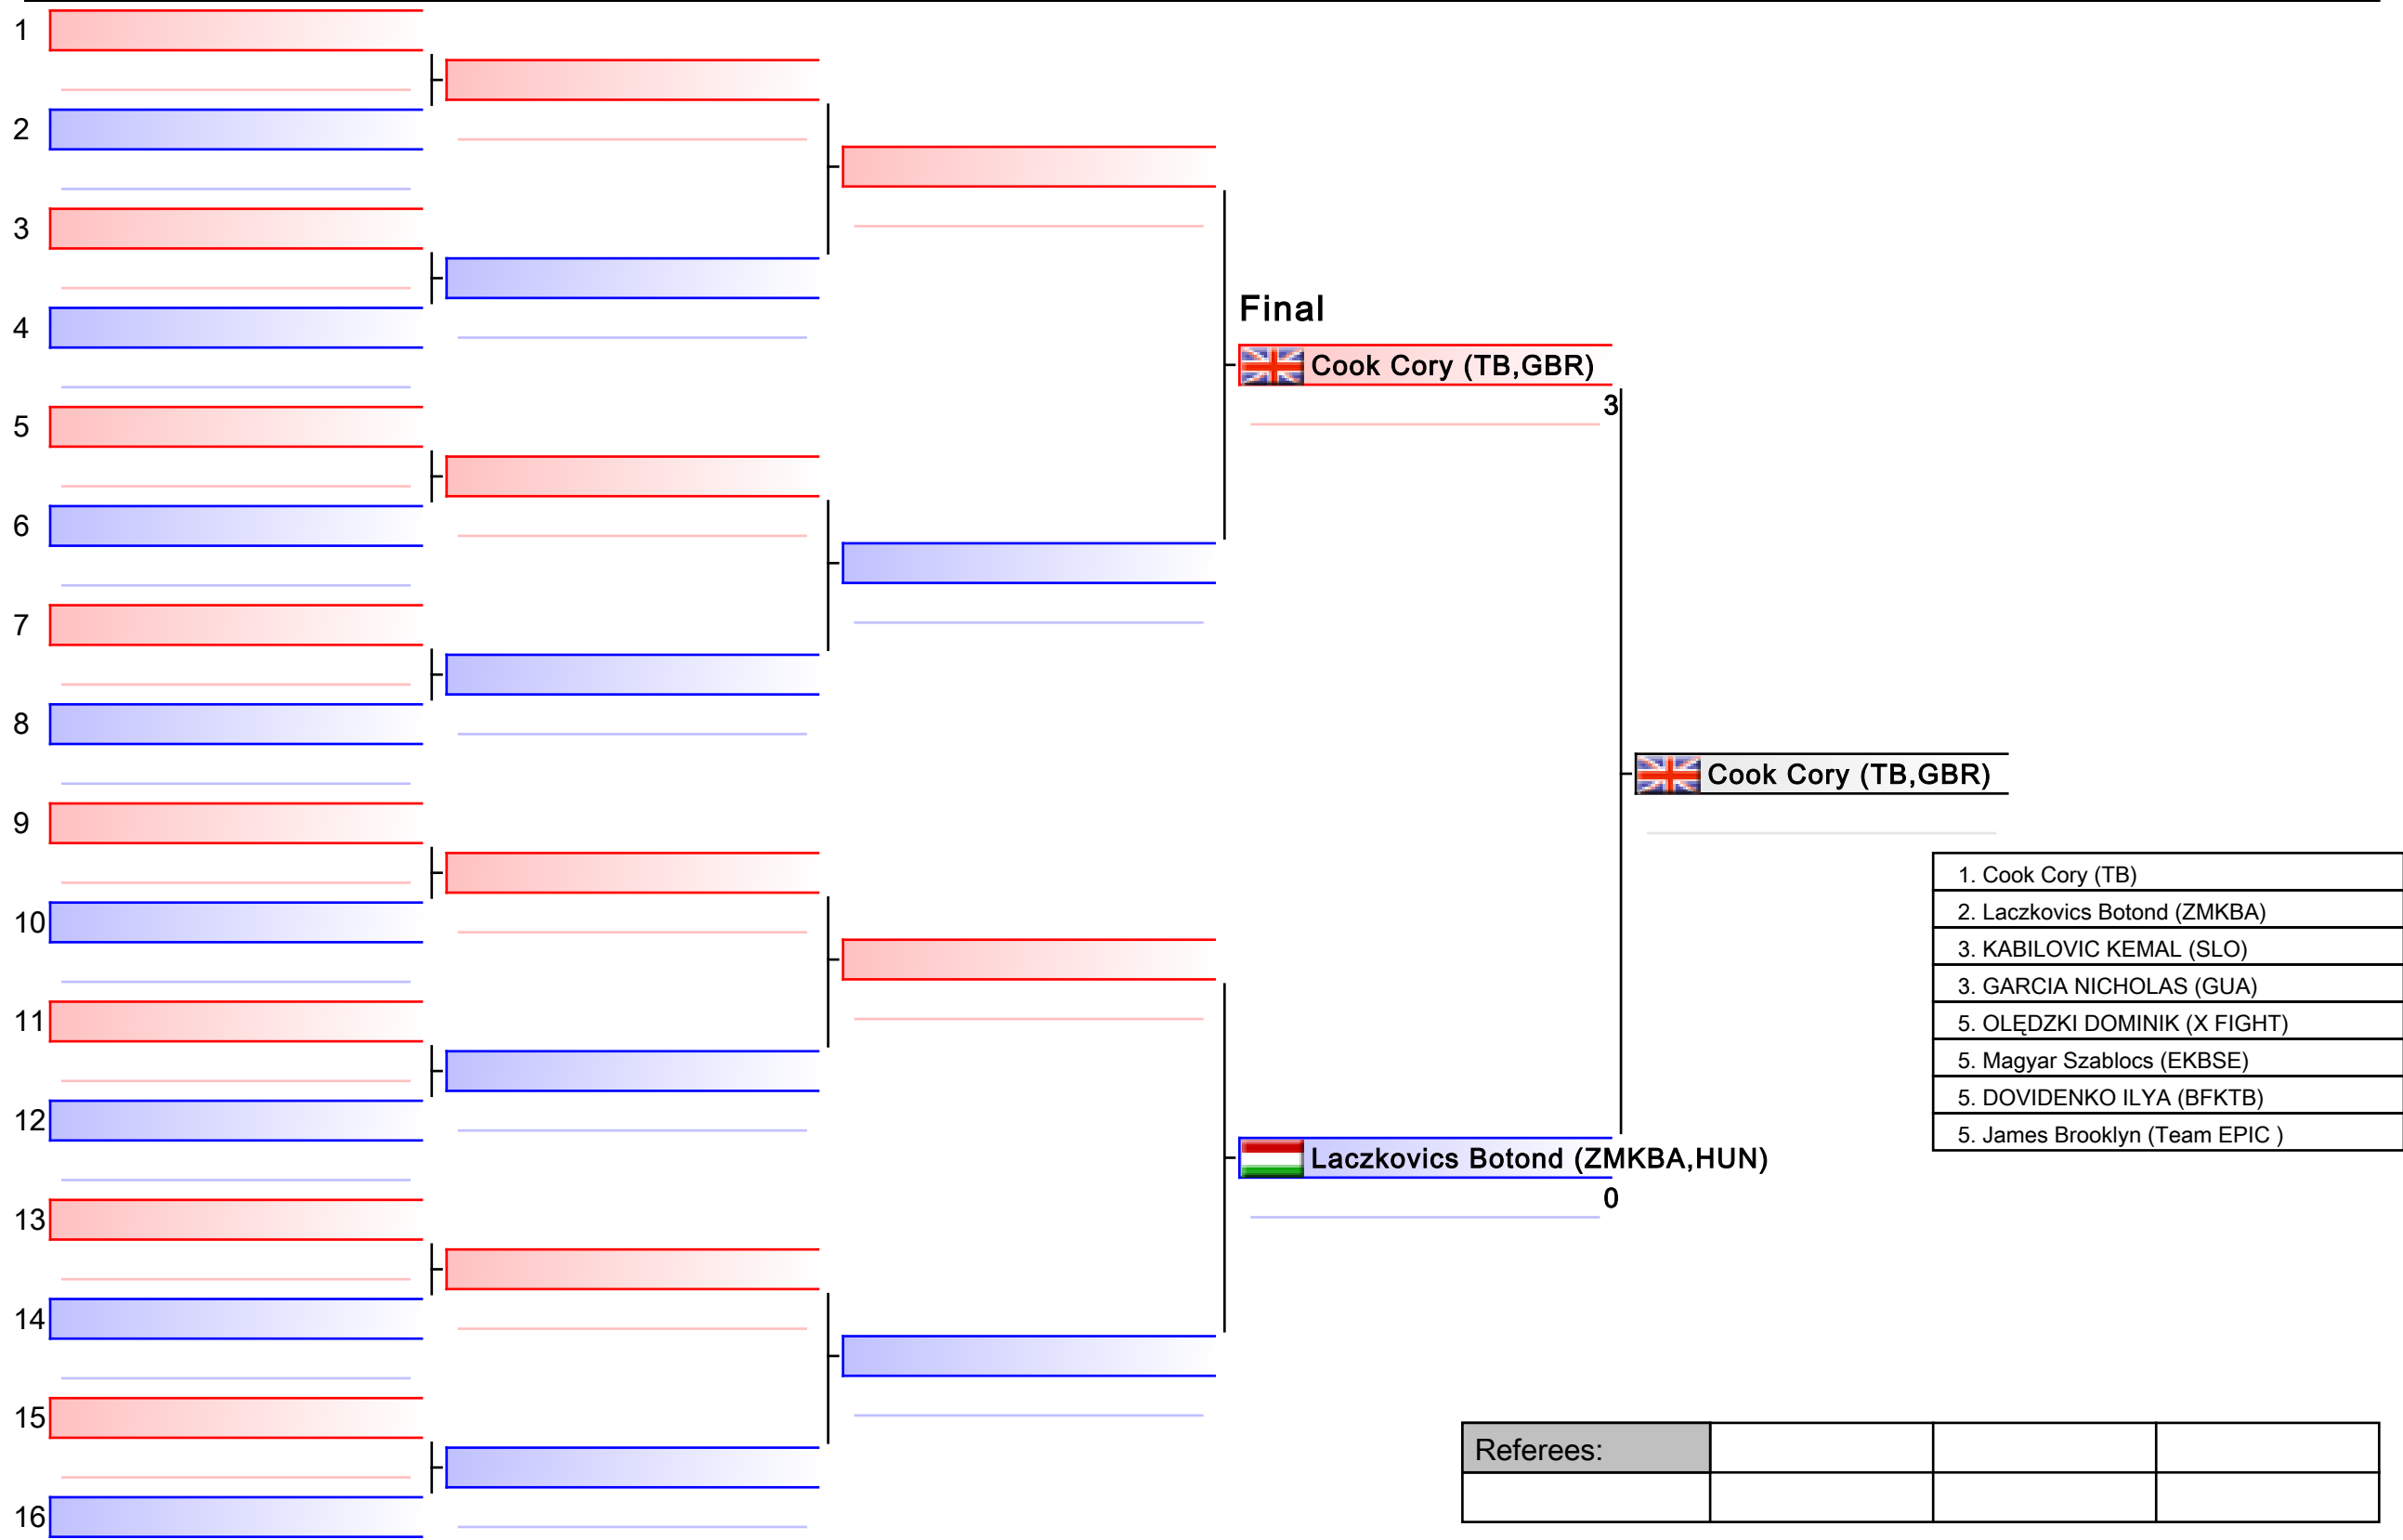 1
2
3
4
5
6
7
8
9
10
11
12
13
14
15
16
Final
Cook Cory (TB,GBR)
3
Laczkovics Botond (ZMKBA,HUN)
0
Cook Cory (TB,GBR)
1. Cook Cory (TB)
2. Laczkovics Botond (ZMKBA)
3. KABILOVIC KEMAL (SLO)
3. GARCIA NICHOLAS (GUA)
5. OLĘDZKI DOMINIK (X FIGHT)
5. Magyar Szablocs (EKBSE)
5. DOVIDENKO ILYA (BFKTB)
5. James Brooklyn (Team EPIC )
Referees: